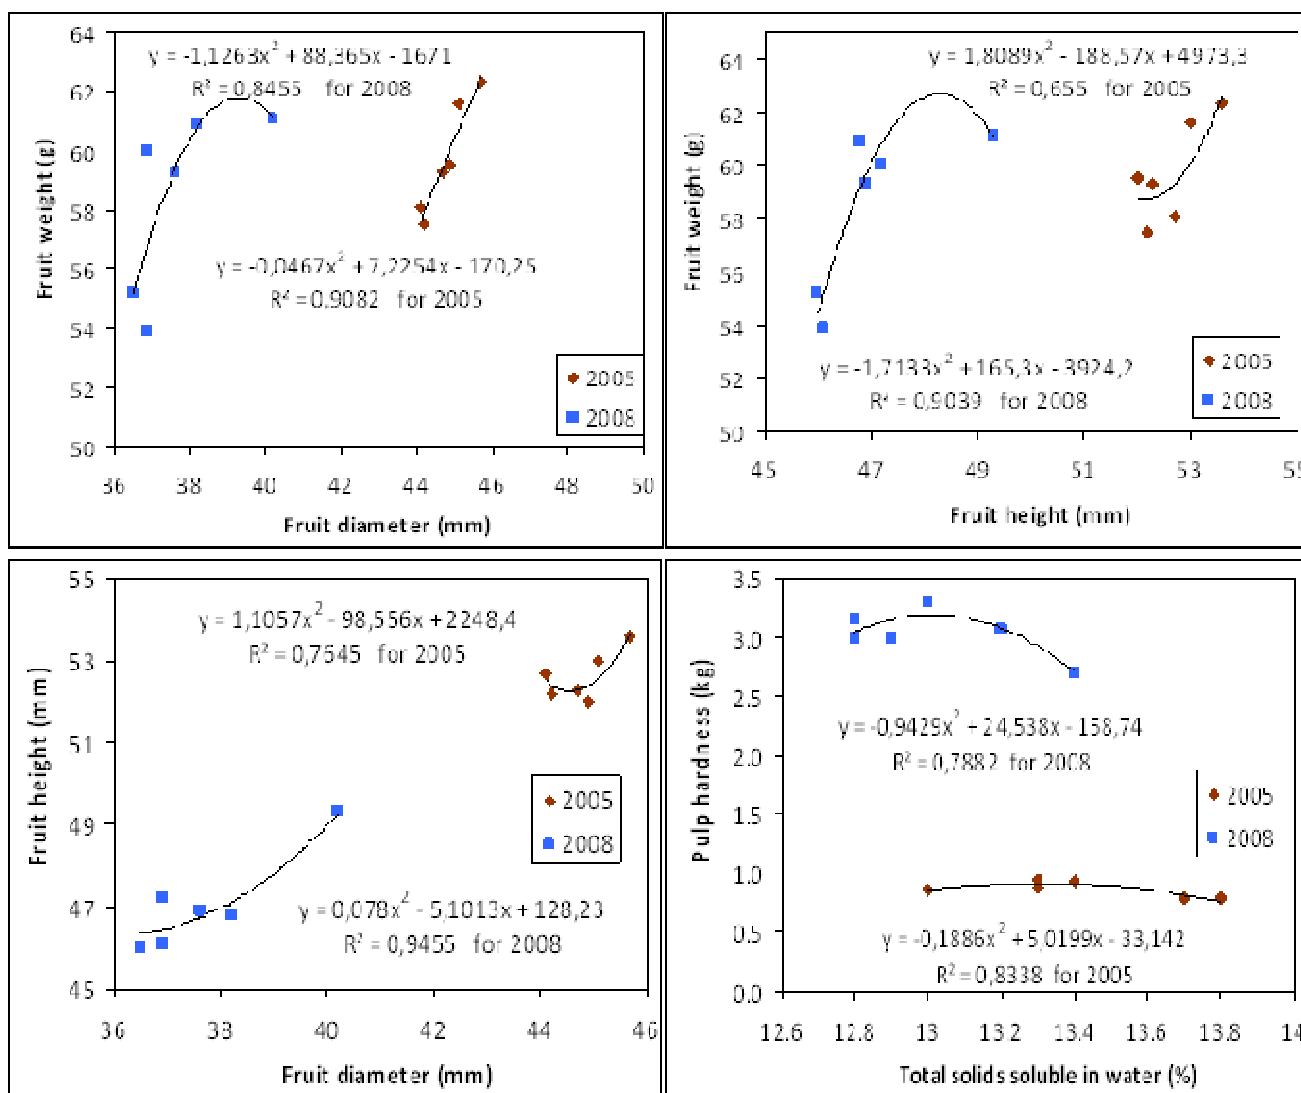 64
62
60
58
56
54
52
50
Fruit weight (g)
y = -1,1263x² + 88,365x - 1671
R² = 0,8455 for 2008
y = -0,0467x² + 7,2254x - 170,25
R² = 0,9082 for 2005
2005
2008
36 38 40 42 44 46 48 50
Fruit diameter (mm)
64
62
60
58
56
54
52
50
Fruit weight (g)
y = 1,8089x² - 188,57x + 4973,3
R² = 0,655 for 2005
y = -1,7133x² + 165,3x - 3924,2
R² = 0,9039 for 2008
2005
2008
45 47 49 51 53 55
Fruit height (mm)
55
53
51
49
47
45
Fruit height (mm)
y = 1,1057x² - 98,556x + 2248,4
R² = 0,7545 for 2005
2005
2008
y = 0,078x² - 5,1013x + 128,23
R² = 0,9455 for 2008
36 38 40 42 44 46
Fruit diameter (mm)
3.5
3.0
2.5
2.0
1.5
1.0
0.5
0.0
Pulp hardness (kg)
y = -0,9429x² + 24,538x - 158,74
R² = 0,7882 for 2008
2005
2008
y = -0,1886x² + 5,0199x - 33,142
R² = 0,8338 for 2005
12.6 12.8 13 13.2 13.4 13.6 13.8 14
Total solids soluble in water (%)